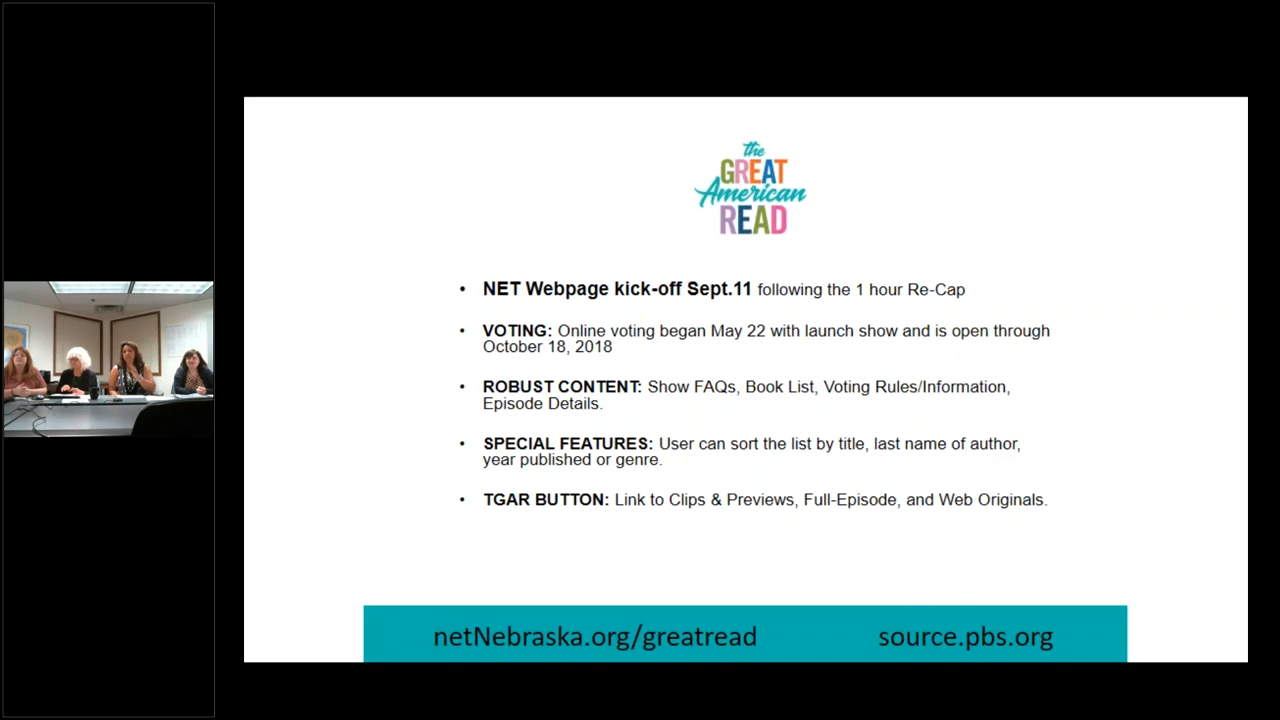 the
GREAT
American
READ
• NET Webpage kick-off Sept.11 following the 1 hour Re-Cap
• VOTING: Online voting began May 22 with launch show and is open through
October 18, 2018
• ROBUST CONTENT: Show FAQs, Book List, Voting Rules/Information,
Episode Details.
• SPECIAL FEATURES: User can sort the list by title, last name of author,
year published or genre.
• TGAR BUTTON: Link to Clips & Previews, Full-Episode, and Web Originals.
netNebraska.org/greatread source.pbs.org